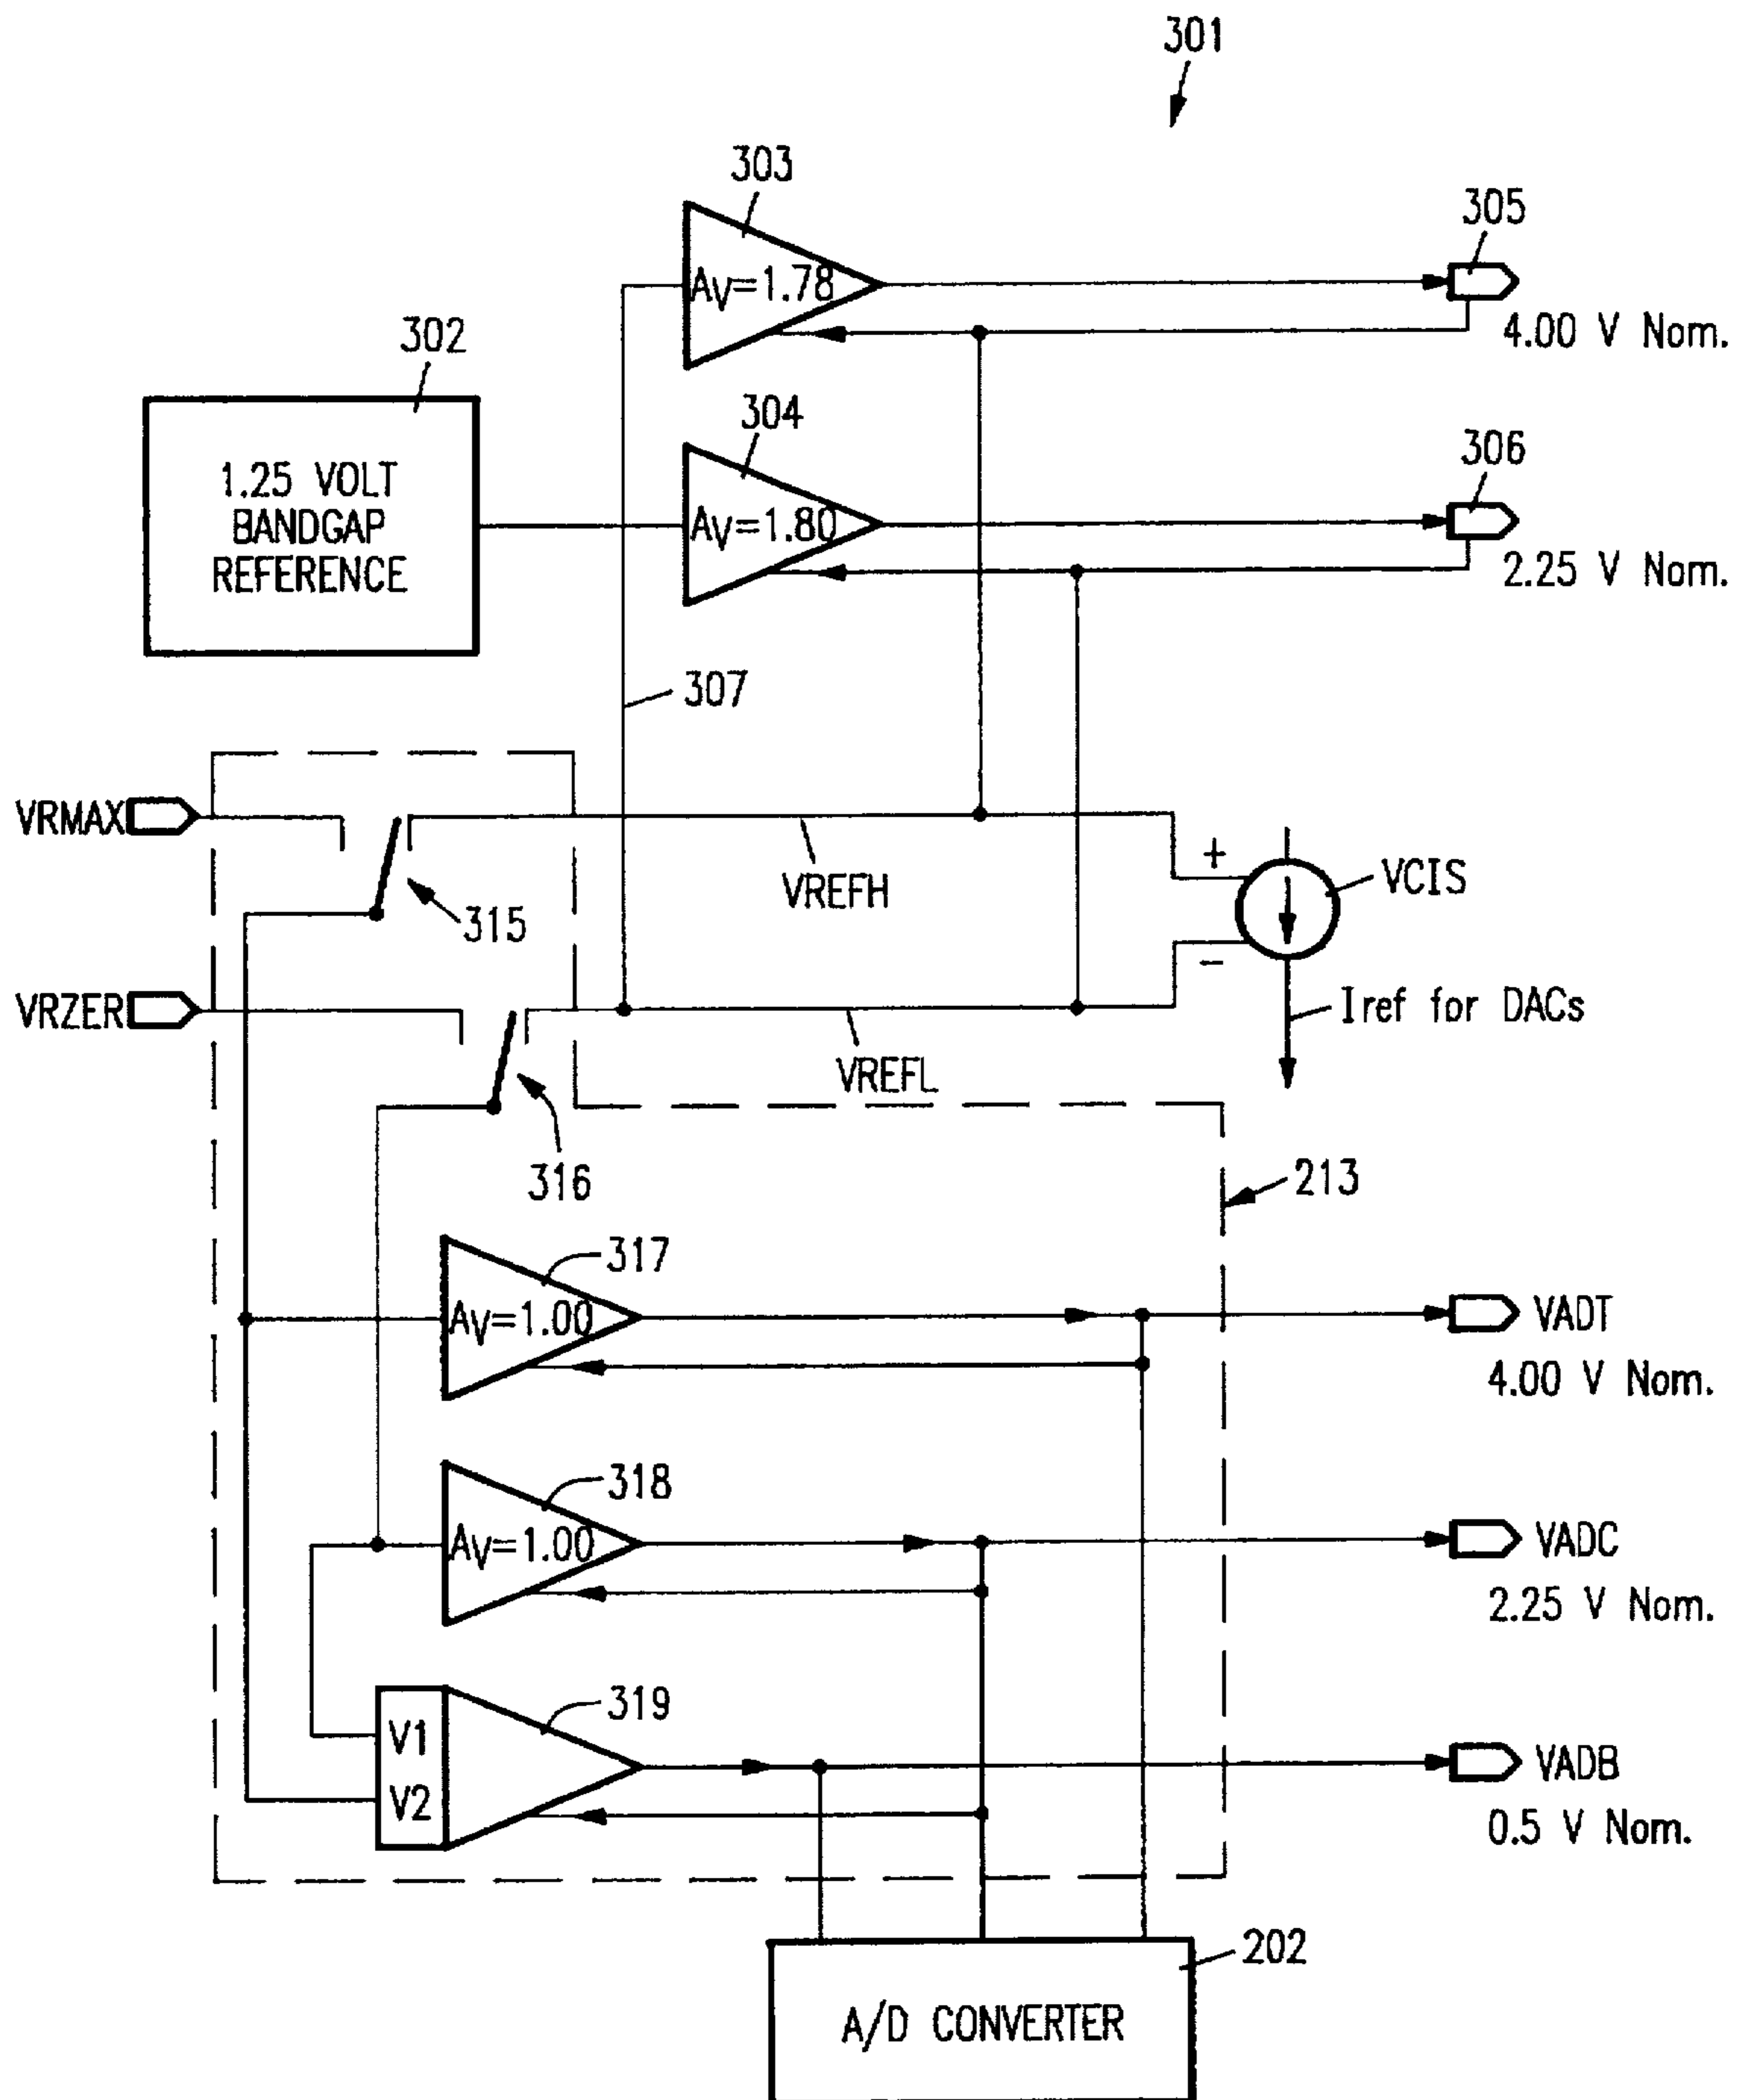 301
303
305
Av=1.78
4.00 V Nom.
302
304
306
1.25 VOLT
BANDGAP
REFERENCE
Av=1.80
2.25 V Nom.
307
VRMAX
+
VCIS
VREFH
315
-
VRZER
Iref for DACs
VREFL
316
213
317
Av=1.00
VADT
4.00 V Nom.
318
Av=1.00
VADC
2.25 V Nom.
319
V1
V2
VADB
0.5 V Nom.
202
A/D CONVERTER